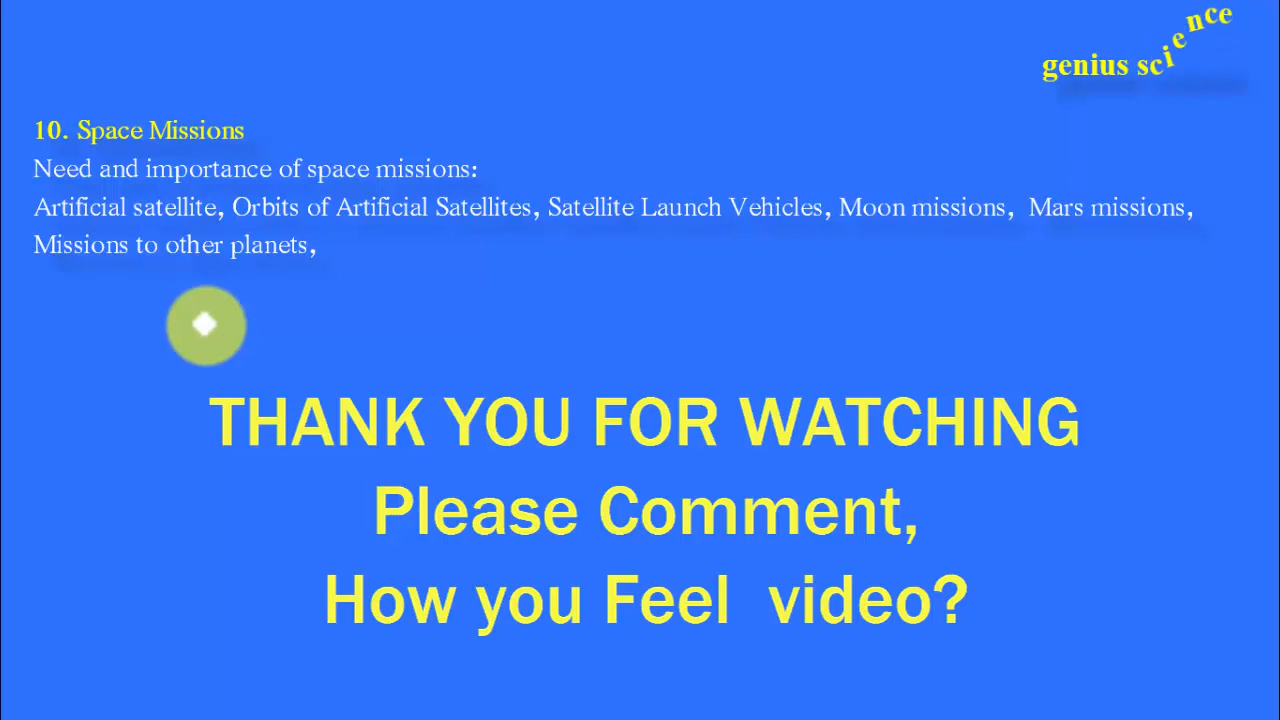 genius science
10. Space Missions
Need and importance of space missions:
Artificial satellite, Orbits of Artificial Satellites, Satellite Launch Vehicles, Moon missions, Mars missions,
Missions to other planets,
THANK YOU FOR WATCHING
Please Comment,
How you Feel video?